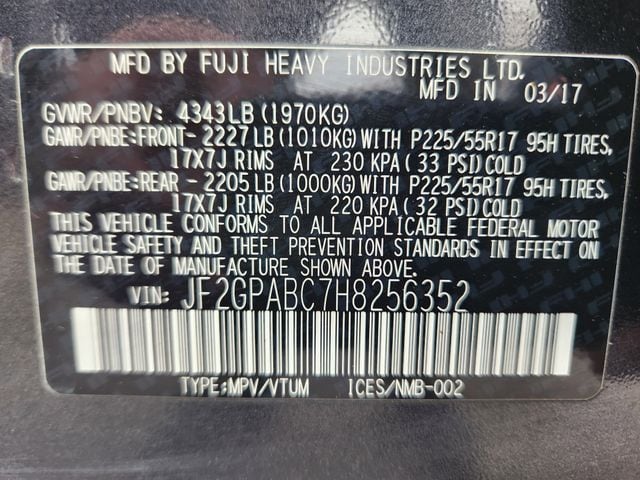 MFD BY FUJI HEAVY INDUSTRIES LTD.
MFD IN 03/17
GVWR/PNBV: 4343LB (1970KG)
GAWR/PNBE:FRONT- 2227LB(1010KG) WITH P225/55R17 95H TIRES,
17X7J RIMS AT 230 KPA( 33 PSI) COLD
GAWR/PNBE:REAR - 2205LB(1000KG) WITH P225/55R17 95H TIRES,
17X7J RIMS AT 220 KPA( 32 PSI) COLD
THIS VEHICLE CONFORMS TO ALL APPLICABLE FEDERAL MOTOR
VEHICLE SAFETY AND THEFT PREVENTION STANDARDS IN EFFECT ON
THE DATE OF MANUFACTURE SHOWN ABOVE.
VIN: JF2GPABC7H8256352
TYPE:MPV/VTUM ICES/NMB-002